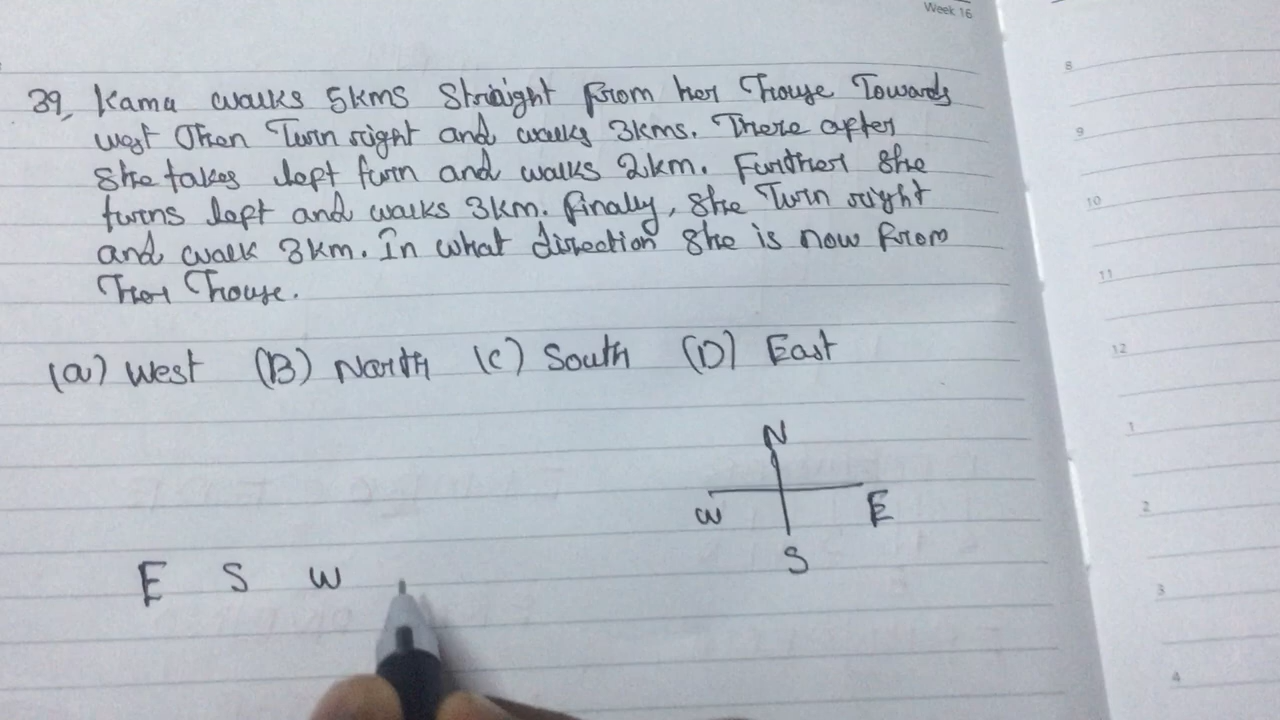 Week 16
39, Kama walks 5kms Straight from her House Towards
west then Turn right and walks 3kms. There after
She takes left turn and walks 2km. Further She
turns left and walks 3km. Finally, She Turn right
and walk 3km. In what direction She is now from
Her House.
(a) West (B) North (C) South (D) East
N
W E
S
E S W
8
9
10
11
12
1
2
3
4